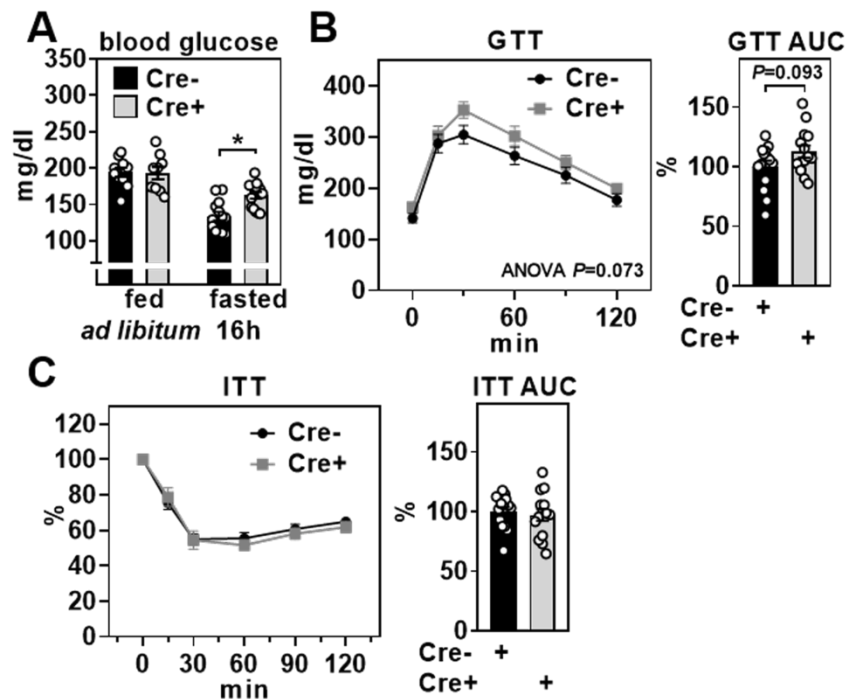 A
blood glucose
350
300
250
200
150
100
mg/dl
Cre-
Cre+
*
fed
fasted
ad libitum 16h
B
GTT
400
300
200
100
0
mg/dl
Cre-
Cre+
ANOVA P=0.073
0 60 120
min
GTT AUC
P=0.093
150
100
50
0
%
Cre- +
Cre+ +
C
ITT
120
100
80
60
40
20
0
%
Cre-
Cre+
0 30 60 90 120
min
ITT AUC
150
100
50
0
%
Cre- +
Cre+ +